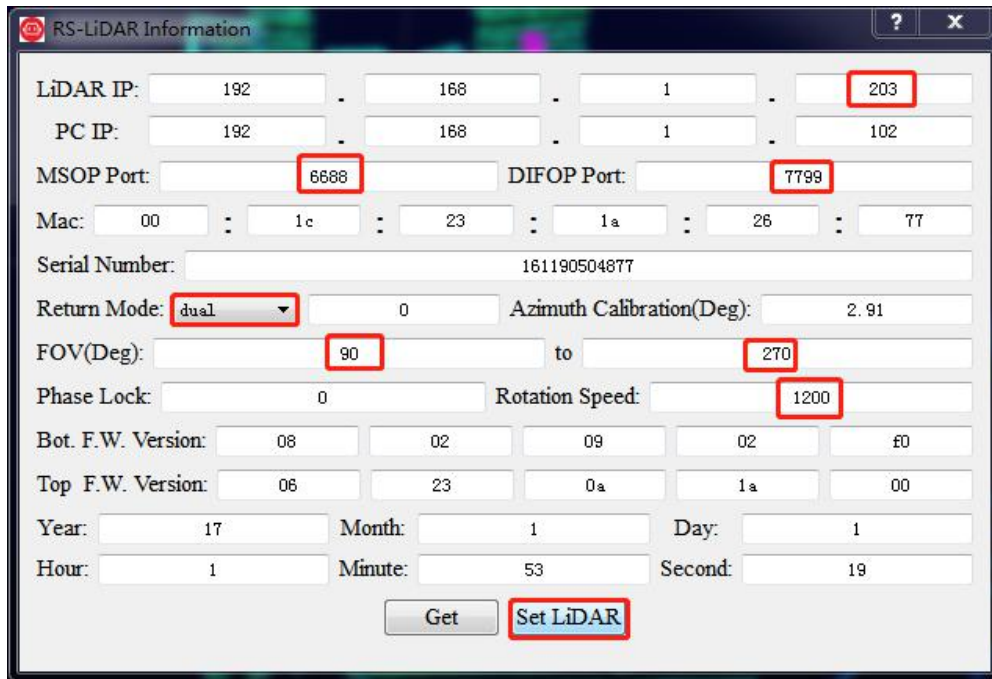 RS-LiDAR Information ? x
LiDAR IP: 192 . 168 . 1 . 203
PC IP: 192 . 168 . 1 . 102
MSOP Port: 6688 DIFOP Port: 7799
Mac: 00 : 1c : 23 : 1a : 26 : 77
Serial Number: 161190504877
Return Mode: dual 0 Azimuth Calibration(Deg): 2.91
FOV(Deg): 90 to 270
Phase Lock: 0 Rotation Speed: 1200
Bot. F.W. Version: 08 02 09 02 f0
Top F.W. Version: 06 23 0a 1a 00
Year: 17 Month: 1 Day: 1
Hour: 1 Minute: 53 Second: 19
Get Set LiDAR